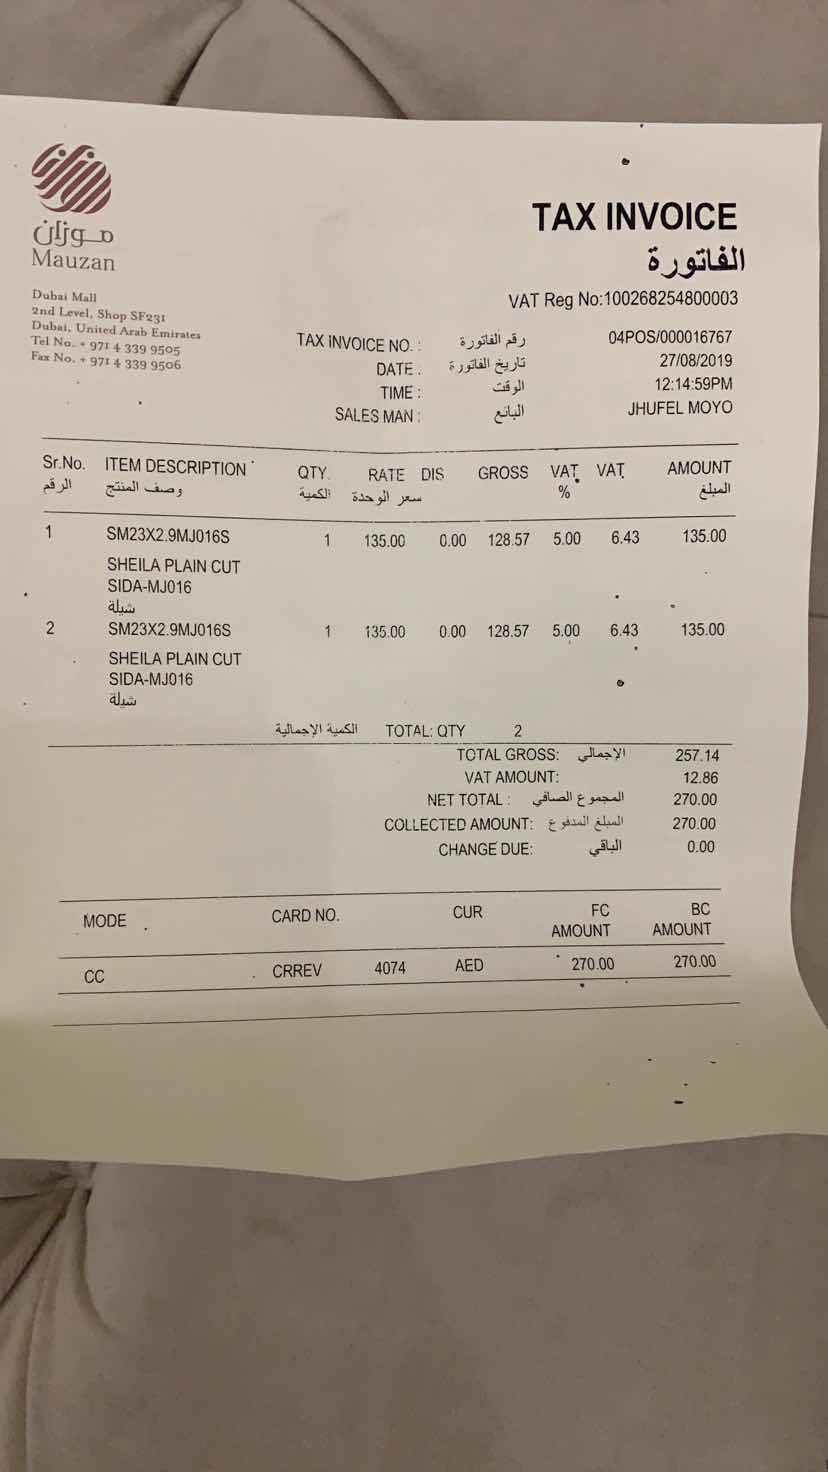 موزان
Mauzan
Dubai Mall
2nd Level, Shop SF231
Dubai, United Arab Emirates
Tel No. + 971 4 339 9505
Fax No. + 971 4 339 9506
TAX INVOICE
الفاتورة
VAT Reg No:100268254800003
TAX INVOICE NO. : رقم الفاتورة 04POS/000016767
DATE : تاريخ الفاتورة 27/08/2019
TIME : الوقت 12:14:59PM
SALES MAN : البائع JHUFEL MOYO
Sr.No. ITEM DESCRIPTION QTY. RATE DIS GROSS VAT VAT. AMOUNT
الرقم وصف المنتج الكمية سعر الوحدة % المبلغ
1 SM23X2.9MJ016S 1 135.00 0.00 128.57 5.00 6.43 135.00
SHEILA PLAIN CUT
SIDA-MJ016
شيلة
2 SM23X2.9MJ016S 1 135.00 0.00 128.57 5.00 6.43 135.00
SHEILA PLAIN CUT
SIDA-MJ016
شيلة
الكمية الإجمالية TOTAL: QTY 2
TOTAL GROSS: الإجمالي 257.14
VAT AMOUNT: 12.86
NET TOTAL : المجموع الصافي 270.00
COLLECTED AMOUNT: المبلغ المدفوع 270.00
CHANGE DUE: الباقي 0.00
MODE CARD NO. CUR FC BC
AMOUNT AMOUNT
CC CRREV 4074 AED 270.00 270.00